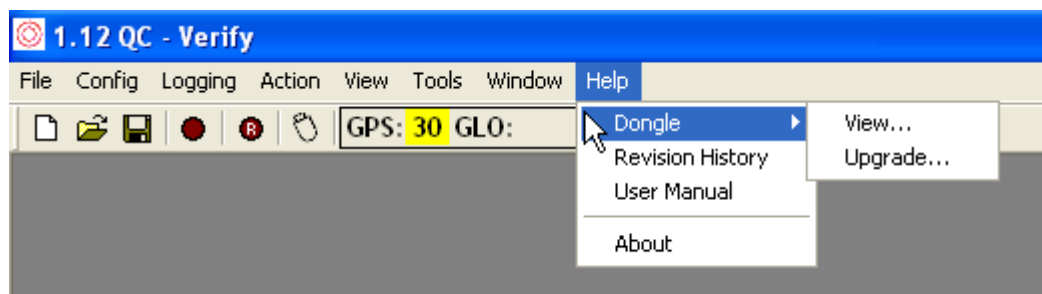 1.12 QC - Verify
File Config Logging Action View Tools Window Help
R GPS: 30 GLO:
Dongle View...
Revision History Upgrade...
User Manual
About